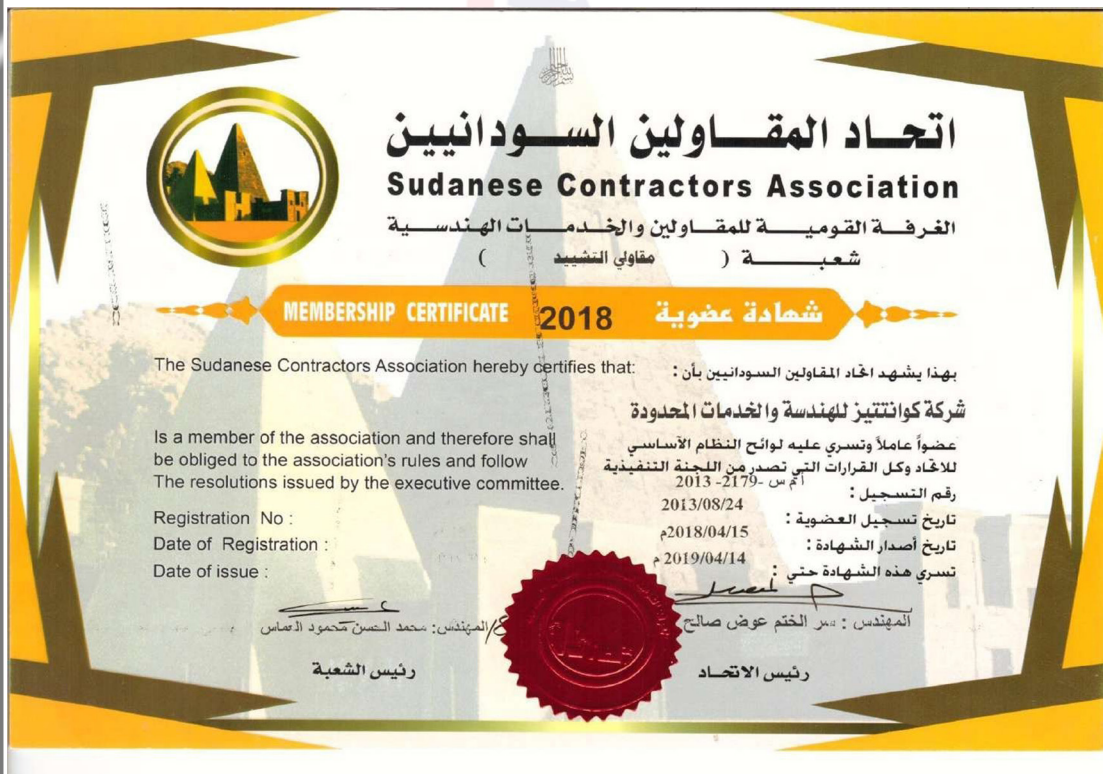 اتحاد المقاولين السودانيين
Sudanese Contractors Association
الغرفة القومية للمقاولين والخدمات الهندسية
شعبة ( مقاولي التشييد )
MEMBERSHIP CERTIFICATE 2018 شهادة عضوية
The Sudanese Contractors Association hereby certifies that:
بهذا يشهد اتحاد المقاولين السودانيين بأن :
شركة كوانتتيز للهندسة والخدمات المحدودة
Is a member of the association and therefore shall
be obliged to the association's rules and follow
The resolutions issued by the executive committee.
عضواً عاملاً وتسري عليه لوائح النظام الأساسي
للاتحاد وكل القرارات التي تصدر من اللجنة التنفيذية
رقم التسجيل : أ م س -2179- 2013
تاريخ تسجيل العضوية : 2013/08/24
تاريخ أصدار الشهادة : 2018/04/15م
تسري هذه الشهادة حتي : 2019/04/14 م
Registration No :
Date of Registration :
Date of issue :
المهندس : سر الختم عوض صالح
رئيس الاتحاد
ع/المهندس: محمد الحسن محمود
رئيس الشعبة